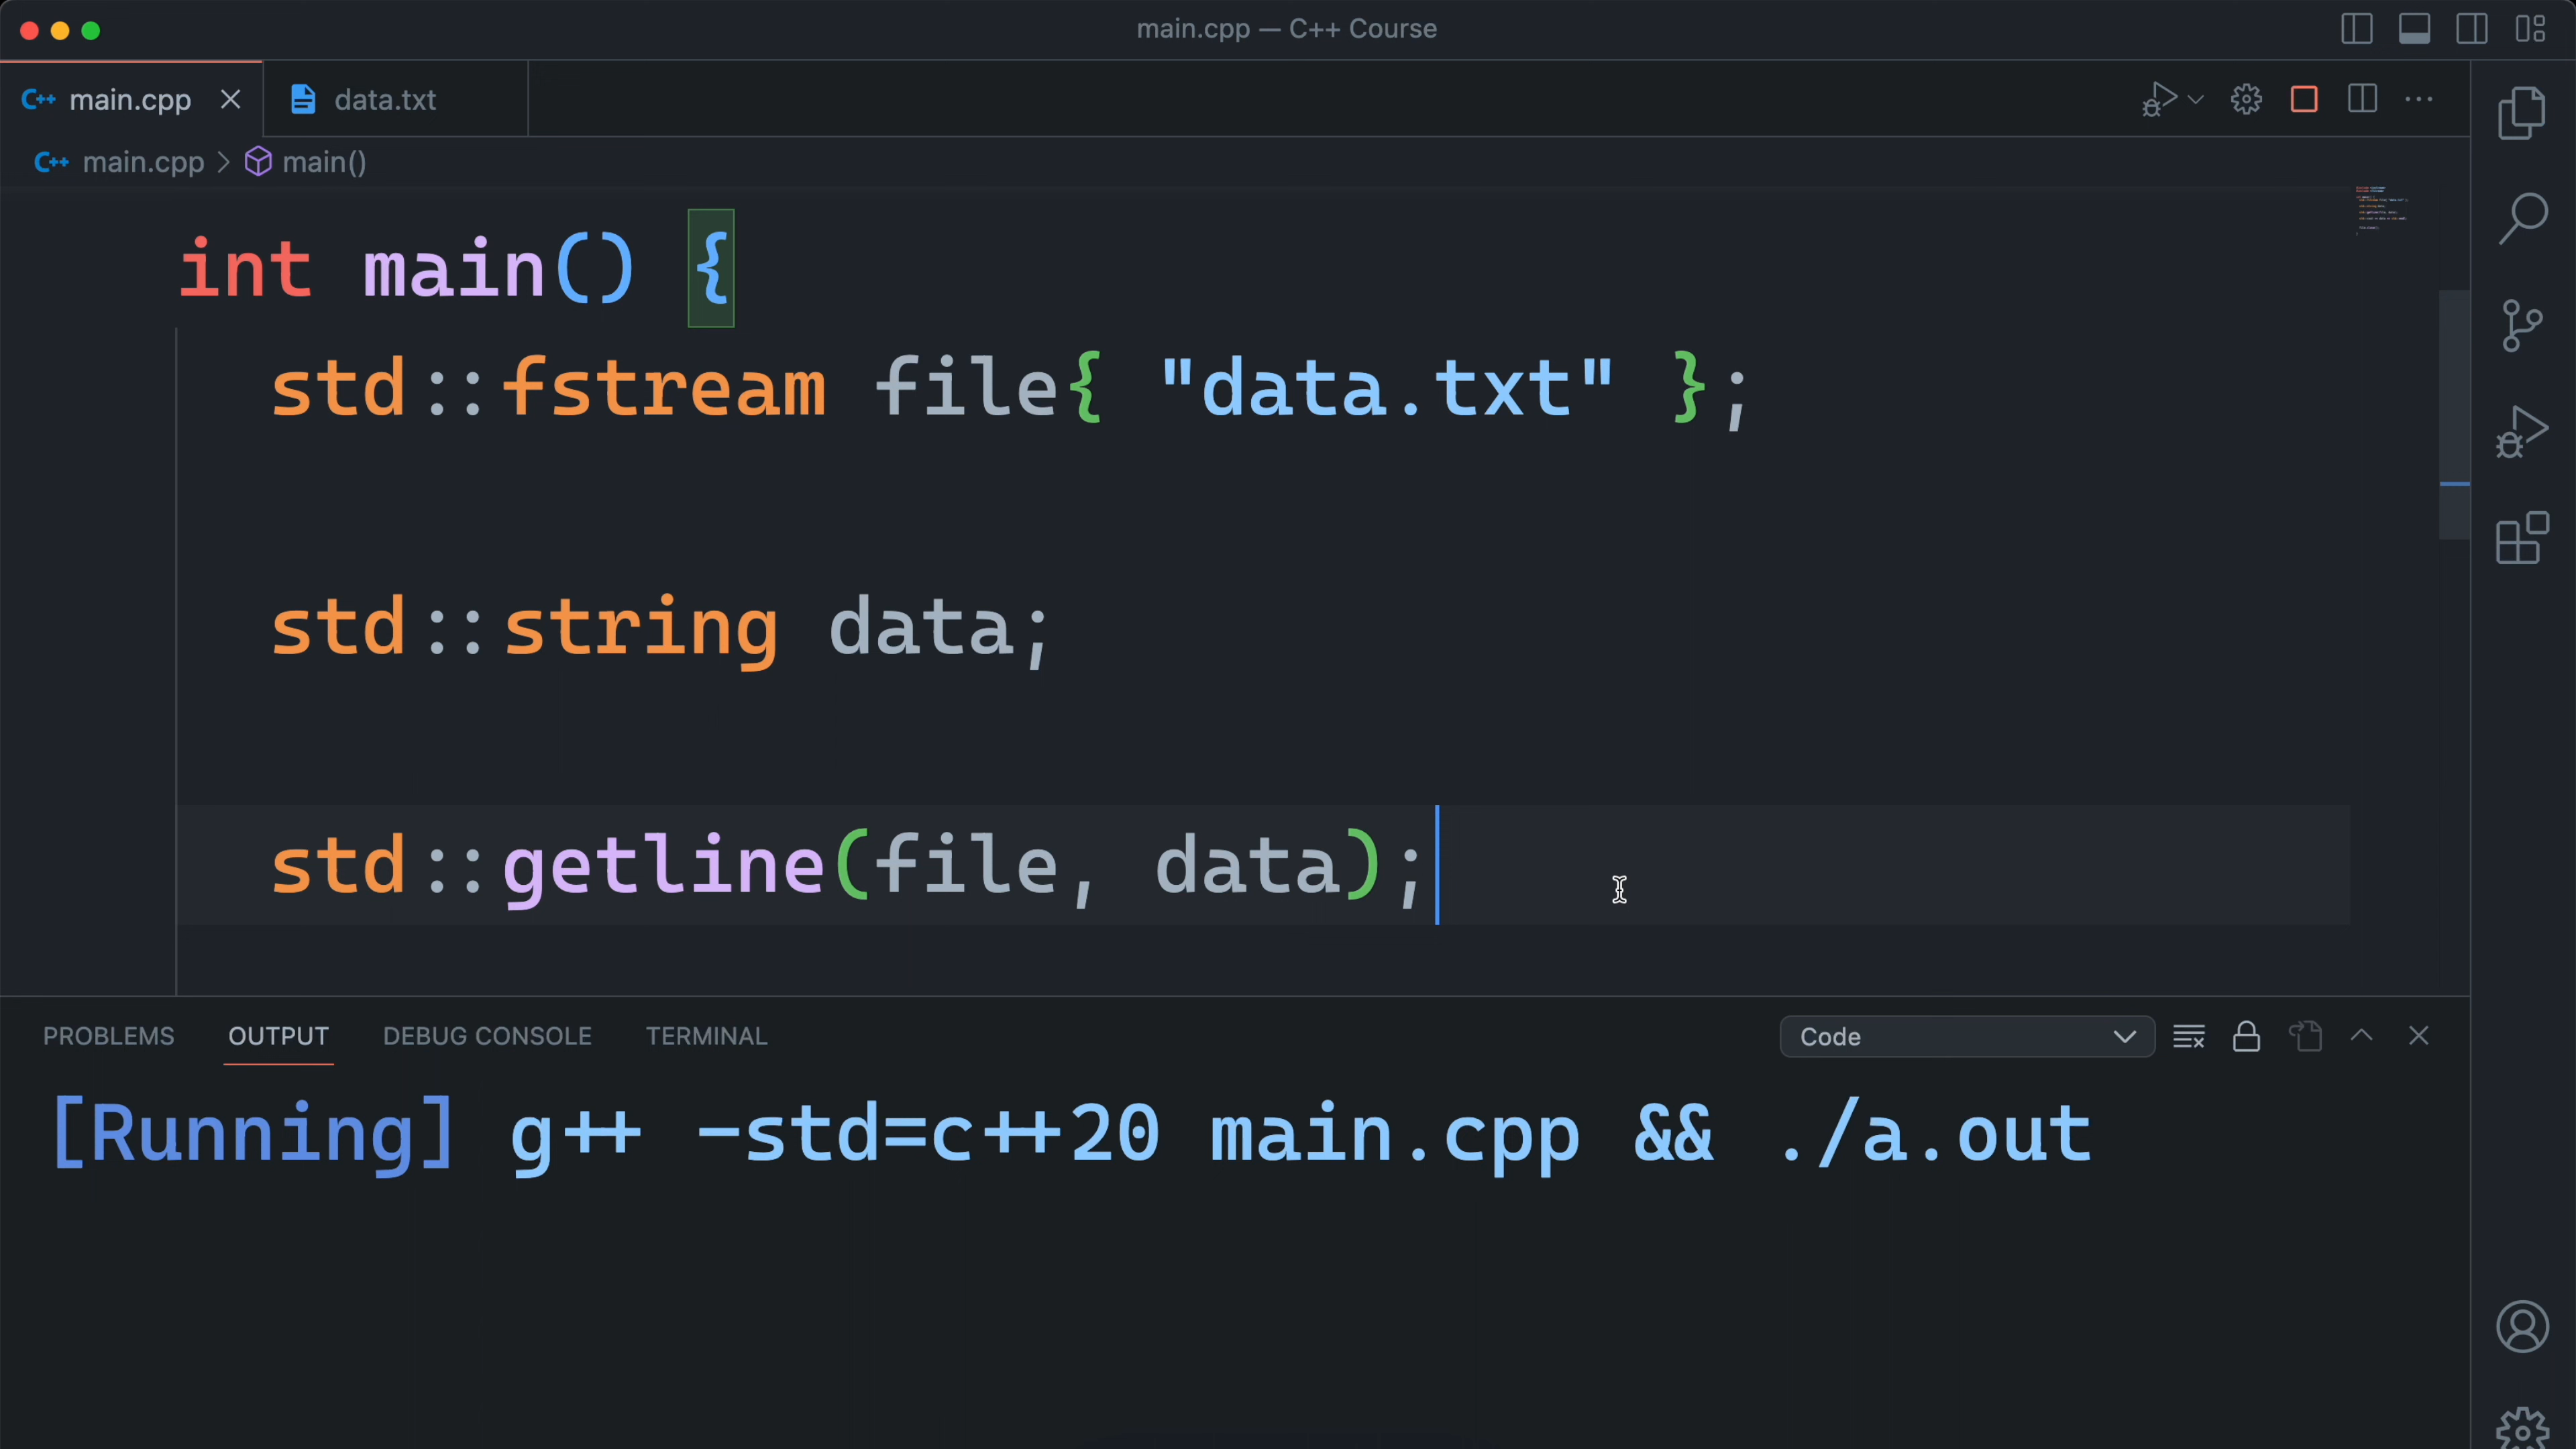 main.cpp — C++ Course
C++ main.cpp
data.txt
C++ main.cpp > main()
int main() {
std::fstream file{ "data.txt" };
std::string data;
std::getline(file, data);
PROBLEMS OUTPUT DEBUG CONSOLE TERMINAL
Code
[Running] g++ -std=c++20 main.cpp && ./a.out